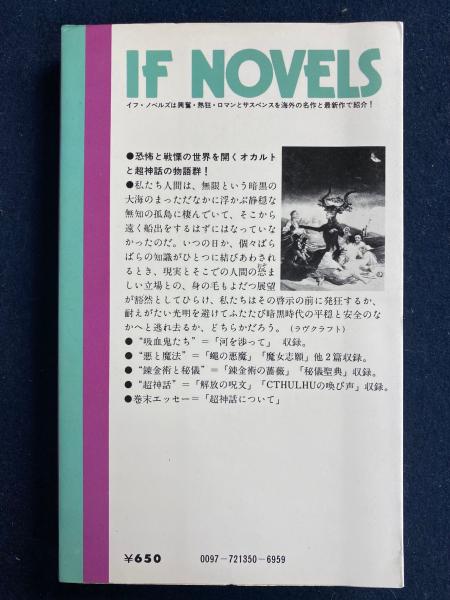 IF NOVELS
イフ・ノベルズは興奮・熱狂・ロマンとサスペンスを海外の名作と最新作で紹介！
●恐怖と戦慄の世界を開くオカルト
と超神話の物語群！
●私たち人間は、無限という暗黒の
大海のまっただなかに浮かぶ静穏な
無知の孤島に棲んでいて、そこから
遠く船出をするはずにはなっていな
かったのだ。いつの日か、個々ばら
ばらの知識がひとつに結びあわされ
るとき、現実とそこでの人間の恐ま
しい立場との、身の毛もよだつ展望
が豁然としてひらけ、私たちはその啓示の前に発狂するか、
耐えがたい光明を避けてふたたび暗黒時代の平穏と安全のな
かへと逃れ去るか、どちらかだろう。（ラヴクラフト）
●“吸血鬼たち”＝「河を渉って」 収録。
●“悪と魔法”＝「蠅の悪魔」「魔女志願」他２篇収録。
●“錬金術と秘儀”＝「錬金術の薔薇」「秘儀聖典」収録。
●“超神話”＝「解放の呪文」「CTHULHUの喚び声」収録。
●巻末エッセー＝「超神話について」
￥650
0097-721350-6959